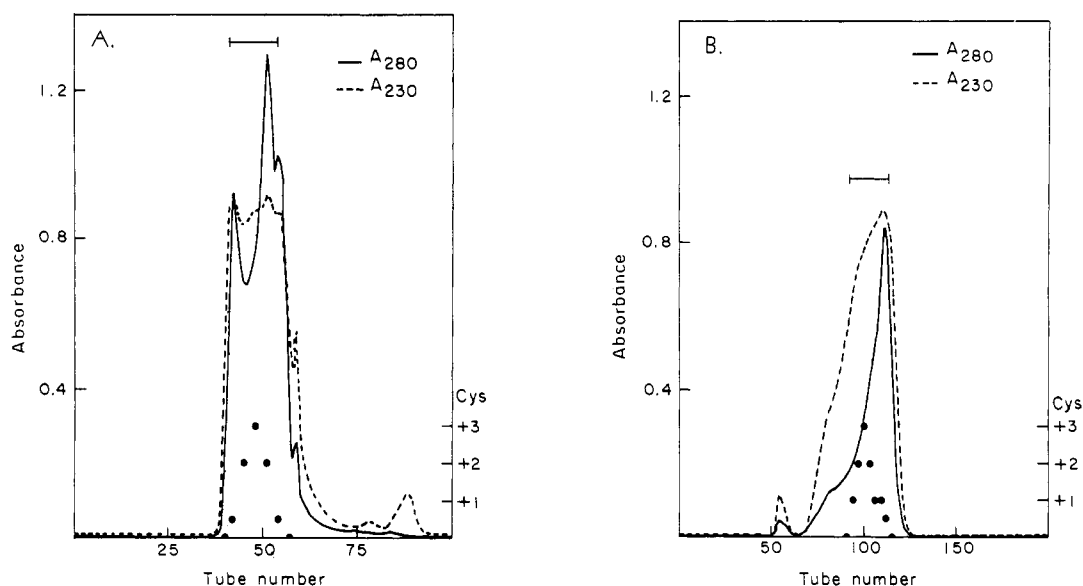 A.
A280
A230
1.2
0.8
0.4
Absorbance
Cys
+3
+2
+1
25
50
75
Tube number
B.
A280
A230
1.2
0.8
0.4
Absorbance
Cys
+3
+2
+1
50
100
150
Tube number